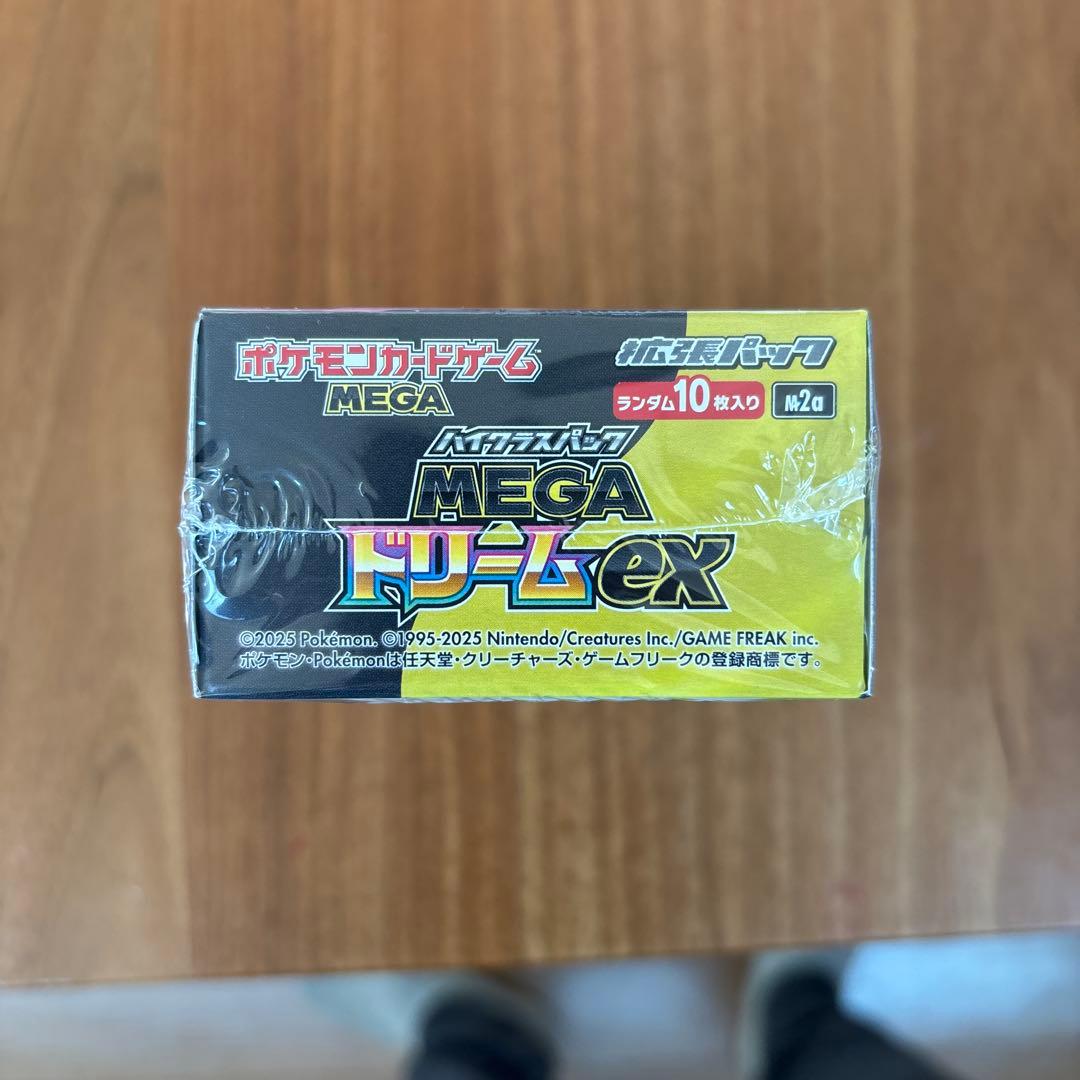 ポケモンカードゲーム
MEGA
拡張パック
ランダム10枚入り
M2a
ハイクラスパック
MEGA
ドリームex
©2025 Pokémon. ©1995-2025 Nintendo/Creatures Inc./GAME FREAK inc.
ポケモン・Pokémonは任天堂・クリーチャーズ・ゲームフリークの登録商標です。